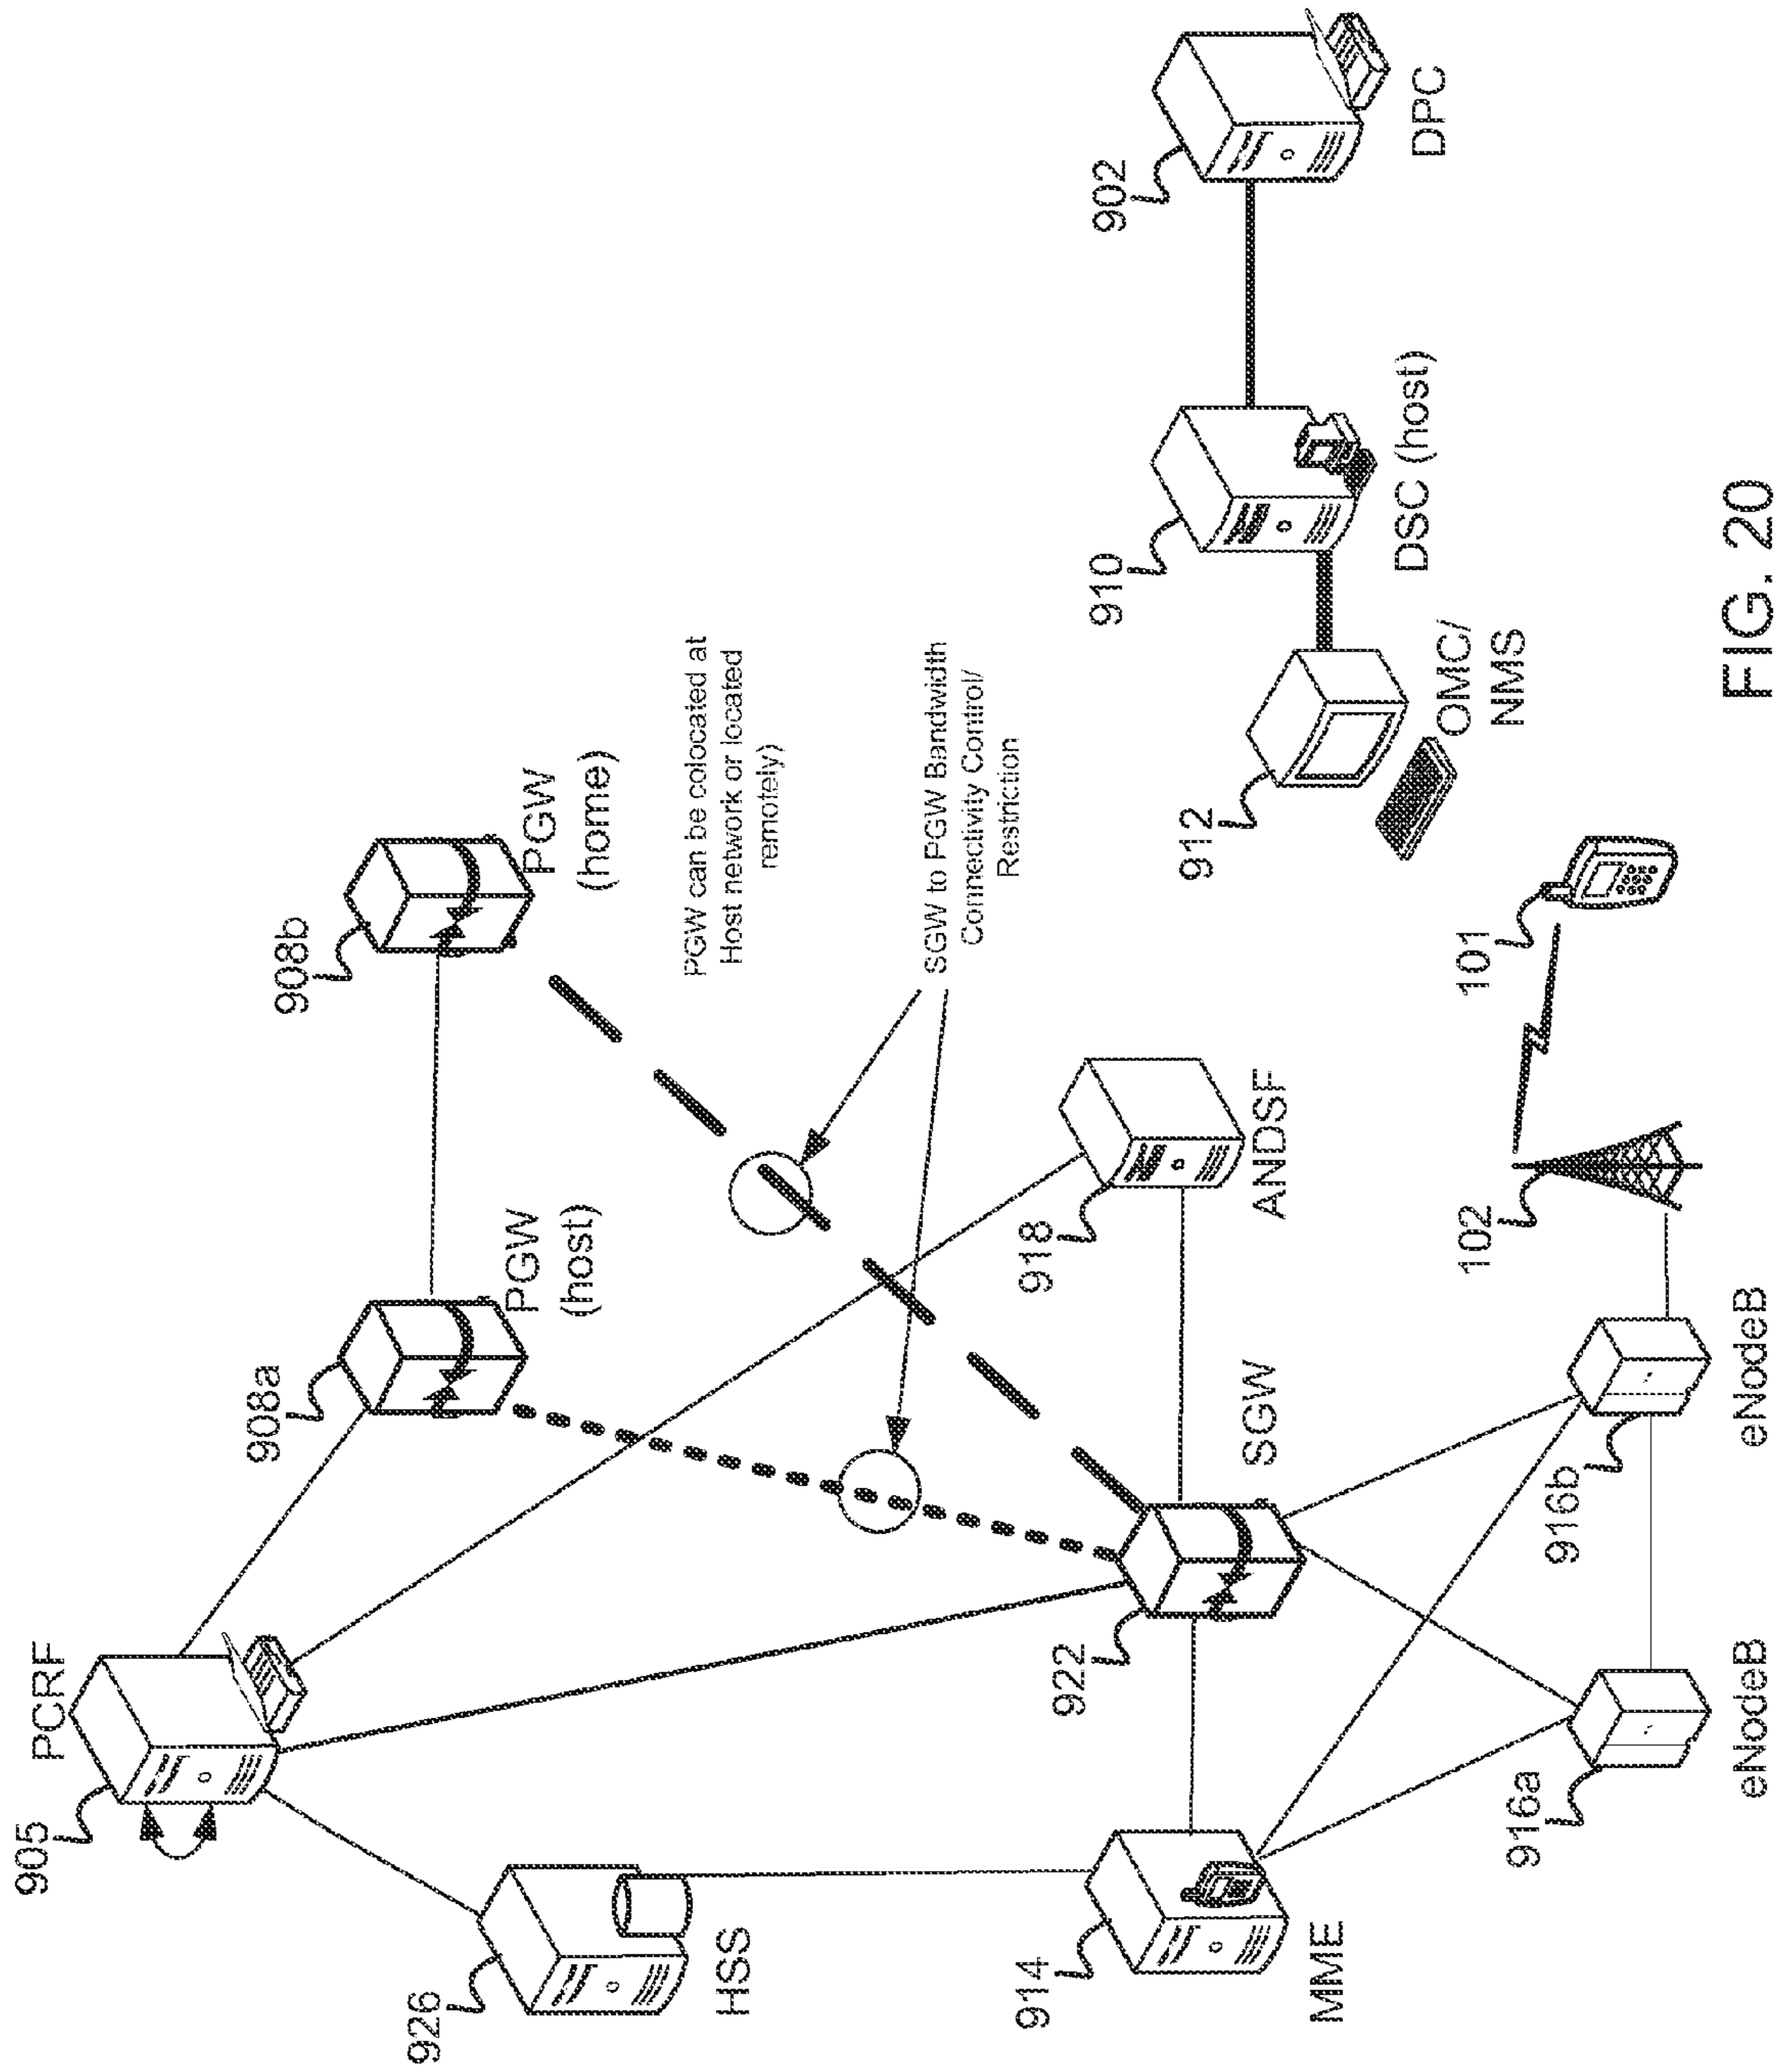 905
PCRF
908a
PGW
(host)
908b
PGW
(home)
PGW can be colocated at
Host network or located
remotely)
SGW to PGW Bandwidth
Connectivity Control/
Restriction
926
HSS
918
ANDSF
922
SGW
914
MME
916a
eNodeB
916b
eNodeB
102
101
912
OMC/
NMS
910
DSC (host)
902
DPC
FIG. 20